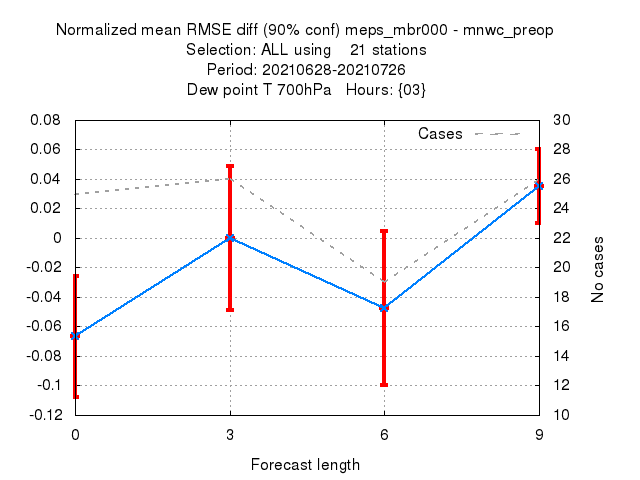 Normalized mean RMSE diff (90% conf) meps_mbr000 - mnwc_preop
Selection: ALL using    21 stations
Period: 20210628-20210726
Dew point T 700hPa   Hours: {03}
Cases
0.08
0.06
0.04
0.02
0
-0.02
-0.04
-0.06
-0.08
-0.1
-0.12
30
28
26
24
22
20
18
16
14
12
10
No cases
0 3 6 9
Forecast length